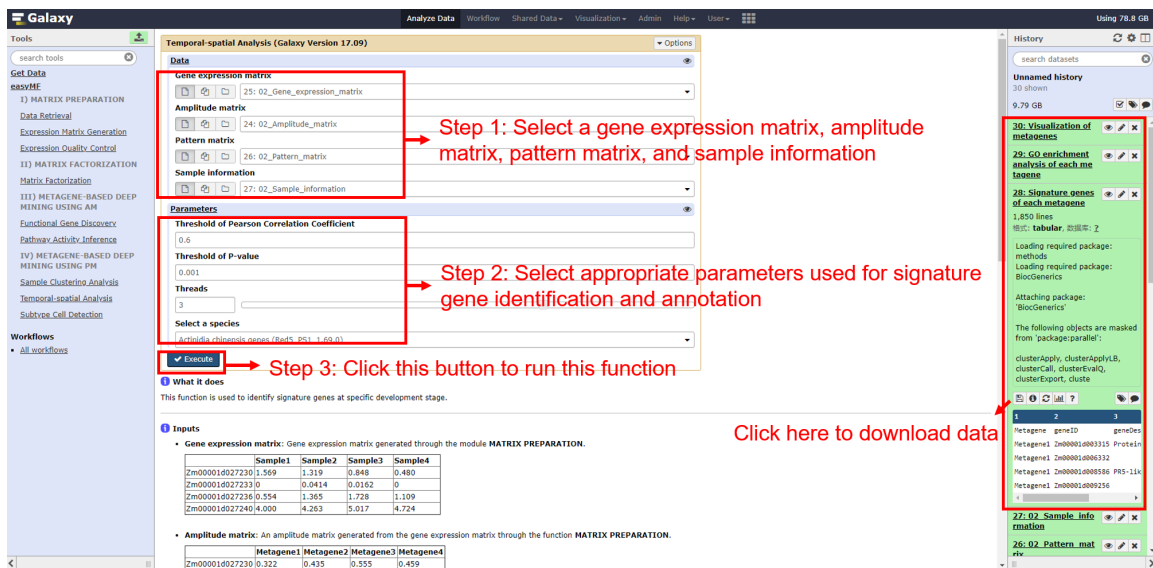 Galaxy
Analyze Data Workflow Shared Data Visualization Admin Help User
Using 78.8 GB
Tools
search tools
Get Data
easyMF
I) MATRIX PREPARATION
Data Retrieval
Expression Matrix Generation
Expression Quality Control
II) MATRIX FACTORIZATION
Matrix Factorization
III) METAGENE-BASED DEEP
MINING USING AM
Functional Gene Discovery
Pathway Activity Inference
IV) METAGENE-BASED DEEP
MINING USING PM
Sample Clustering Analysis
Temporal-spatial Analysis
Subtype Cell Detection
Workflows
All workflows
Temporal-spatial Analysis (Galaxy Version 17.09)
Options
Data
Gene expression matrix
25: 02_Gene_expression_matrix
Amplitude matrix
24: 02_Amplitude_matrix
Pattern matrix
26: 02_Pattern_matrix
Sample information
27: 02_Sample_information
Step 1: Select a gene expression matrix, amplitude
matrix, pattern matrix, and sample information
Parameters
Threshold of Pearson Correlation Coefficient
0.6
Threshold of P-value
0.001
Threads
3
Select a species
Actinidia chinensis genes (Red5_PS1_1.69.0)
Step 2: Select appropriate parameters used for signature
gene identification and annotation
Execute
Step 3: Click this button to run this function
What it does
This function is used to identify signature genes at specific development stage.
Inputs
• Gene expression matrix: Gene expression matrix generated through the module MATRIX PREPARATION.
Sample1 Sample2 Sample3 Sample4
Zm00001d027230 1.569 1.319 0.848 0.480
Zm00001d027233 0 0.0414 0.0162 0
Zm00001d027236 0.554 1.365 1.728 1.109
Zm00001d027240 4.000 4.263 5.017 4.724
• Amplitude matrix: An amplitude matrix generated from the gene expression matrix through the function MATRIX PREPARATION.
Metagene1 Metagene2 Metagene3 Metagene4
Zm00001d027230 0.322 0.435 0.555 0.459
Click here to download data
History
search datasets
Unnamed history
30 shown
9.79 GB
30: Visualization of
metagenes
29: GO enrichment
analysis of each me
tagene
28: Signature genes
of each metagene
1,850 lines
格式: tabular, 数据库: ?
Loading required package:
methods
Loading required package:
BiocGenerics
Attaching package:
'BiocGenerics'
The following objects are masked
from 'package:parallel':
clusterApply, clusterApplyLB,
clusterCall, clusterEvalQ,
clusterExport, cluste
1 2 3
Metagene geneID geneDes
Metagene1 Zm00001d003315 Protein
Metagene1 Zm00001d006332
Metagene1 Zm00001d008586 PR5-lik
Metagene1 Zm00001d009256
27: 02_Sample_info
rmation
26: 02_Pattern_mat
rix